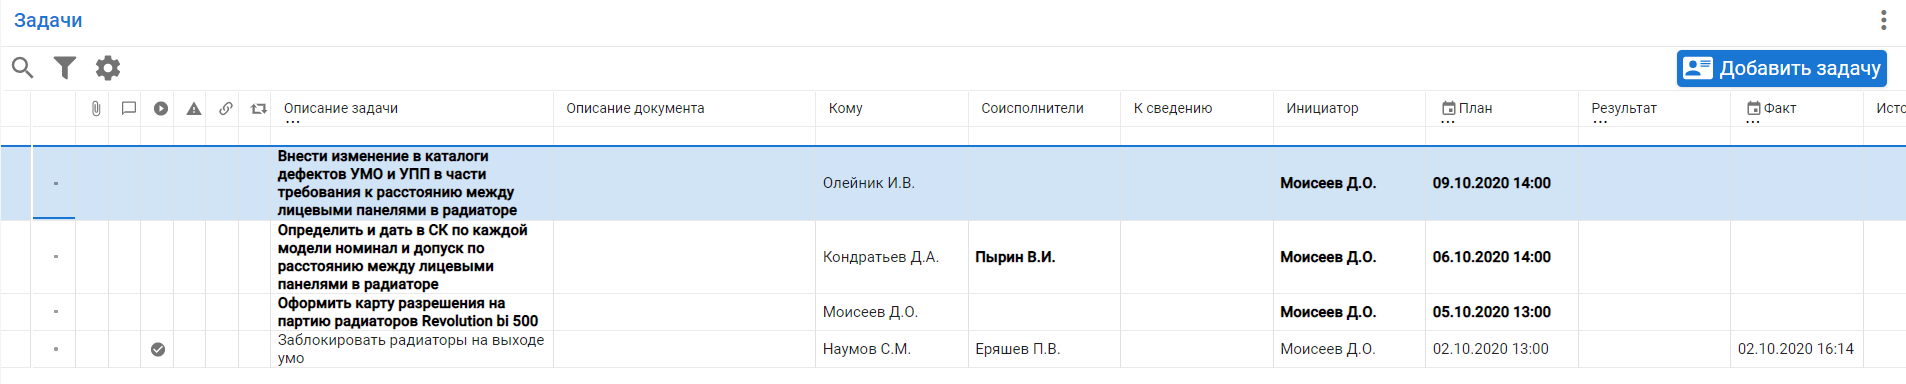 Задачи
Добавить задачу
Описание задачи
Описание документа
Кому
Соисполнители
К сведению
Инициатор
План
Результат
Факт
Исто
Внести изменение в каталоги
дефектов УМО и УПП в части
требования к расстоянию между
лицевыми панелями в радиаторе
Олейник И.В.
Моисеев Д.О.
09.10.2020 14:00
Определить и дать в СК по каждой
модели номинал и допуск по
расстоянию между лицевыми
панелями в радиаторе
Кондратьев Д.А.
Пырин В.И.
Моисеев Д.О.
06.10.2020 14:00
Оформить карту разрешения на
партию радиаторов Revolution bi 500
Моисеев Д.О.
Моисеев Д.О.
05.10.2020 13:00
Заблокировать радиаторы на выходе
умо
Наумов С.М.
Еряшев П.В.
Моисеев Д.О.
02.10.2020 13:00
02.10.2020 16:14